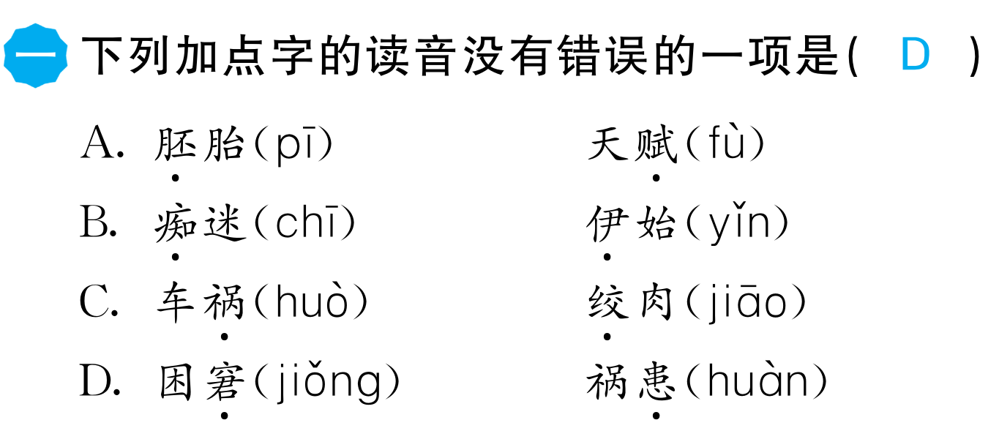 一 下列加点字的读音没有错误的一项是( D )
A. 胚胎(pī) 天赋(fù)
B. 痴迷(chī) 伊始(yǐn)
C. 车祸(huò) 绞肉(jiāo)
D. 困窘(jiǒng) 祸患(huàn)